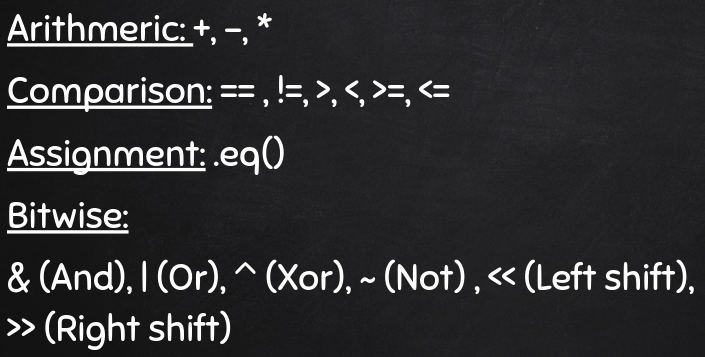 Arithmeric: +, -, *
Comparison: == , !=, >, <, >=, <=
Assignment: .eq()
Bitwise:
& (And), | (Or), ^ (Xor), ~ (Not) , << (Left shift),
>> (Right shift)